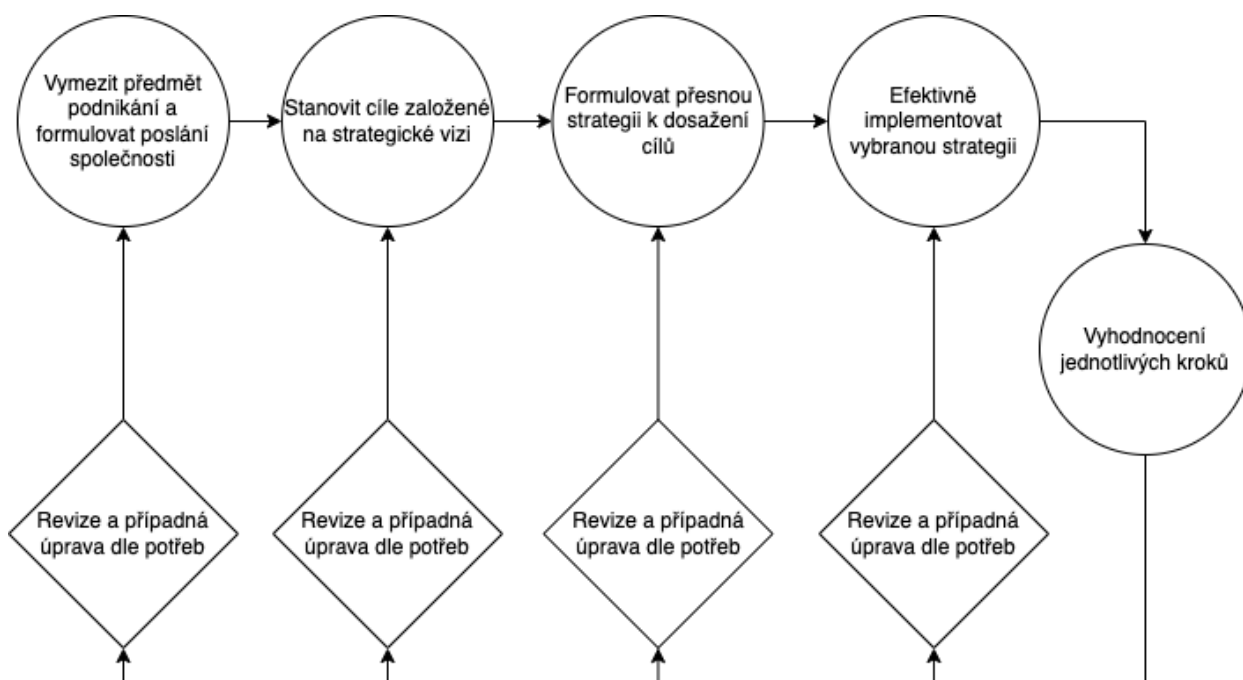 Vymezit předmět
podnikání a
formulovat poslání
společnosti
Stanovit cíle založené
na strategické vizi
Formulovat přesnou
strategii k dosažení
cílů
Efektivně
implementovat
vybranou strategii
Vyhodnocení
jednotlivých kroků
Revize a případná
úprava dle potřeb
Revize a případná
úprava dle potřeb
Revize a případná
úprava dle potřeb
Revize a případná
úprava dle potřeb